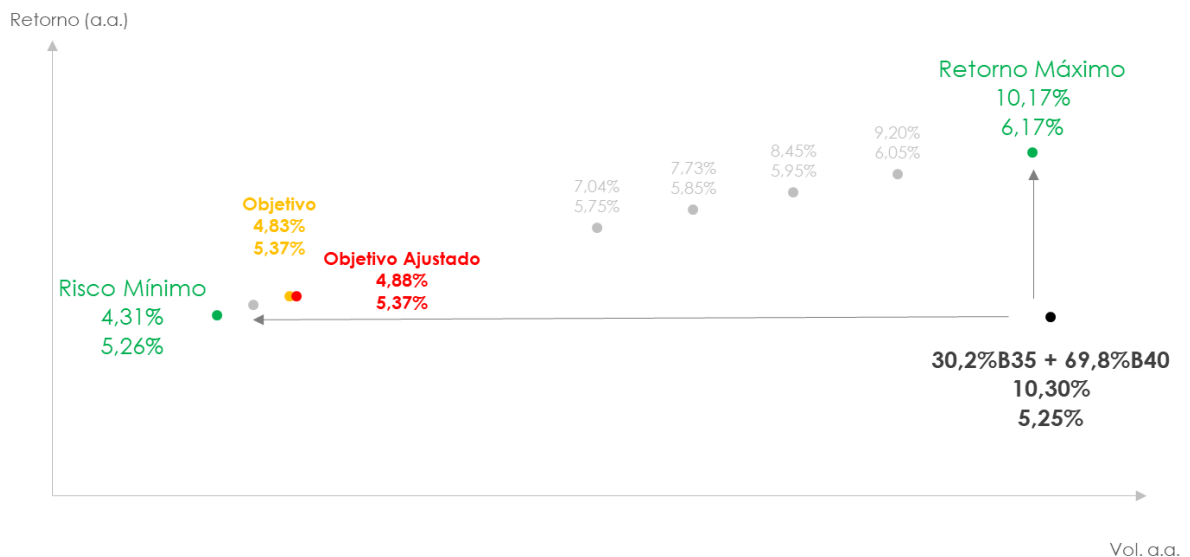 Retorno (a.a.)
Retorno Máximo
10,17%
6,17%
9,20%
6,05%
8,45%
5,95%
7,73%
5,85%
7,04%
5,75%
Objetivo
4,83%
5,37%
Objetivo Ajustado
4,88%
5,37%
Risco Mínimo
4,31%
5,26%
30,2%B35 + 69,8%B40
10,30%
5,25%
Vol. a.a.